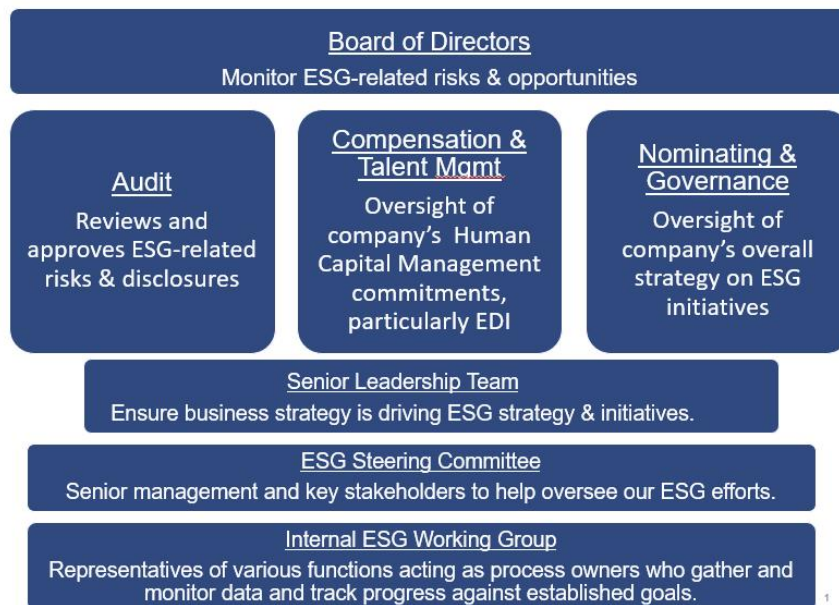 Board of Directors
Monitor ESG-related risks & opportunities
Audit
Reviews and
approves ESG-related
risks & disclosures
Compensation &
Talent Mgmt
Oversight of
company's Human
Capital Management
commitments,
particularly EDI
Nominating &
Governance
Oversight of
company's overall
strategy on ESG
initiatives
Senior Leadership Team
Ensure business strategy is driving ESG strategy & initiatives.
ESG Steering Committee
Senior management and key stakeholders to help oversee our ESG efforts.
Internal ESG Working Group
Representatives of various functions acting as process owners who gather and
monitor data and track progress against established goals.
1